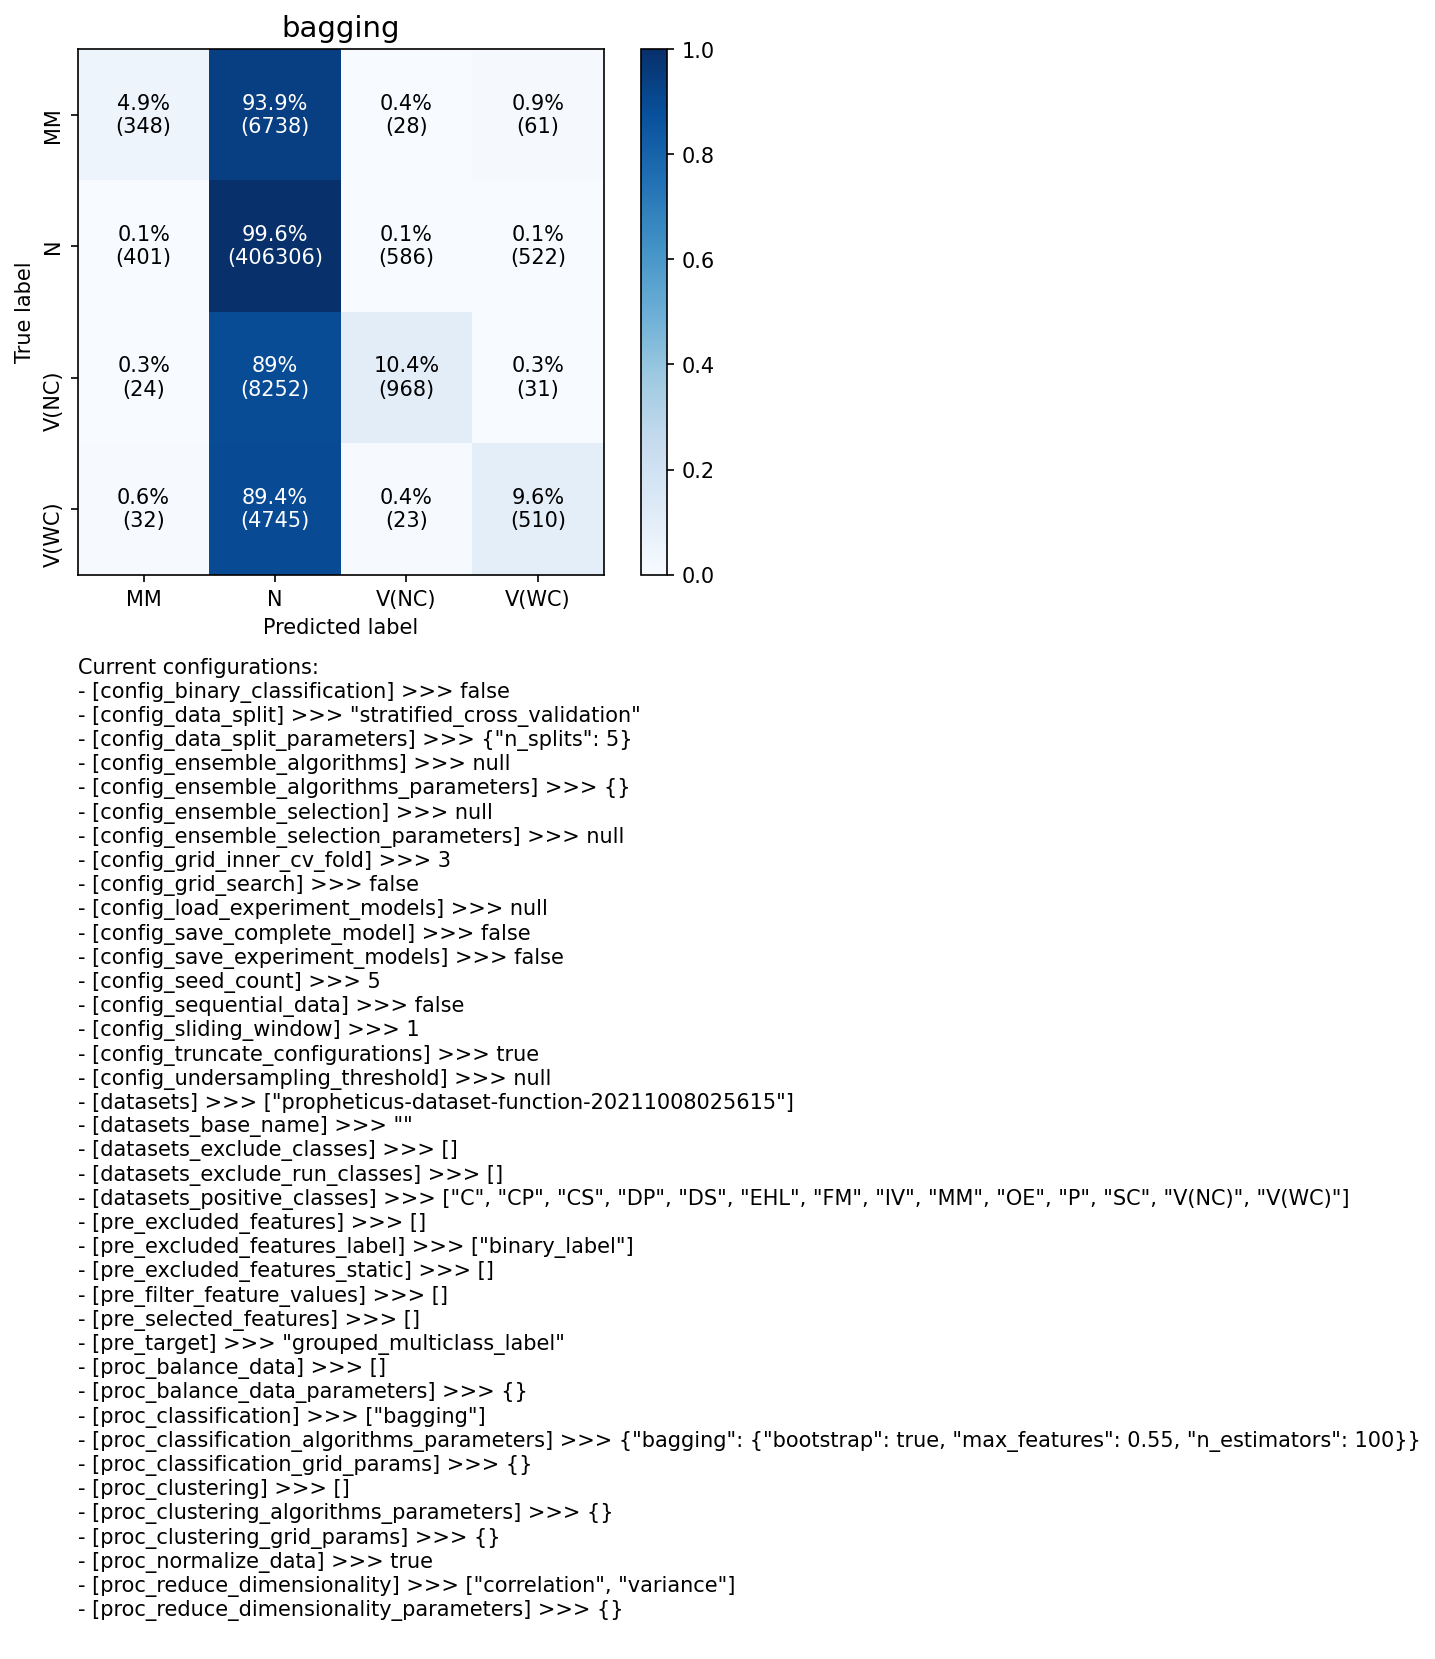 bagging
4.9% 93.9% 0.4% 0.9%
(348) (6738) (28) (61)
0.1% 99.6% 0.1% 0.1%
(401) (406306) (586) (522)
0.3% 89% 10.4% 0.3%
(24) (8252) (968) (31)
0.6% 89.4% 0.4% 9.6%
(32) (4745) (23) (510)
True label
MM
N
V(NC)
V(WC)
MM N V(NC) V(WC)
Predicted label
1.0
0.8
0.6
0.4
0.2
0.0
Current configurations:
- [config_binary_classification] >>> false
- [config_data_split] >>> "stratified_cross_validation"
- [config_data_split_parameters] >>> {"n_splits": 5}
- [config_ensemble_algorithms] >>> null
- [config_ensemble_algorithms_parameters] >>> {}
- [config_ensemble_selection] >>> null
- [config_ensemble_selection_parameters] >>> null
- [config_grid_inner_cv_fold] >>> 3
- [config_grid_search] >>> false
- [config_load_experiment_models] >>> null
- [config_save_complete_model] >>> false
- [config_save_experiment_models] >>> false
- [config_seed_count] >>> 5
- [config_sequential_data] >>> false
- [config_sliding_window] >>> 1
- [config_truncate_configurations] >>> true
- [config_undersampling_threshold] >>> null
- [datasets] >>> ["propheticus-dataset-function-20211008025615"]
- [datasets_base_name] >>> ""
- [datasets_exclude_classes] >>> []
- [datasets_exclude_run_classes] >>> []
- [datasets_positive_classes] >>> ["C", "CP", "CS", "DP", "DS", "EHL", "FM", "IV", "MM", "OE", "P", "SC", "V(NC)", "V(WC)"]
- [pre_excluded_features] >>> []
- [pre_excluded_features_label] >>> ["binary_label"]
- [pre_excluded_features_static] >>> []
- [pre_filter_feature_values] >>> []
- [pre_selected_features] >>> []
- [pre_target] >>> "grouped_multiclass_label"
- [proc_balance_data] >>> []
- [proc_balance_data_parameters] >>> {}
- [proc_classification] >>> ["bagging"]
- [proc_classification_algorithms_parameters] >>> {"bagging": {"bootstrap": true, "max_features": 0.55, "n_estimators": 100}}
- [proc_classification_grid_params] >>> {}
- [proc_clustering] >>> []
- [proc_clustering_algorithms_parameters] >>> {}
- [proc_clustering_grid_params] >>> {}
- [proc_normalize_data] >>> true
- [proc_reduce_dimensionality] >>> ["correlation", "variance"]
- [proc_reduce_dimensionality_parameters] >>> {}